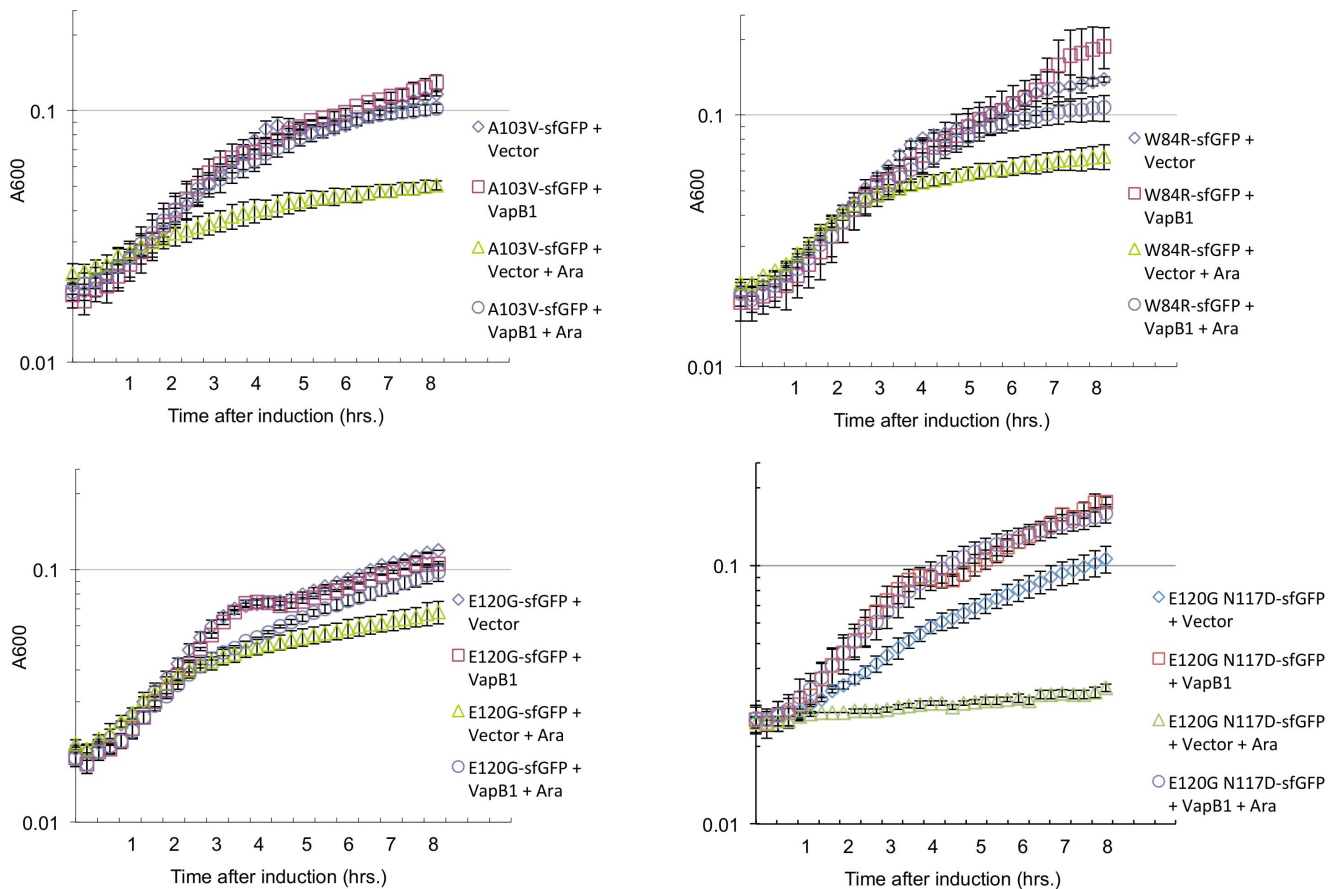 0.1
0.01
A600
1 2 3 4 5 6 7 8
Time after induction (hrs.)
A103V-sfGFP +
Vector
A103V-sfGFP +
VapB1
A103V-sfGFP +
Vector + Ara
A103V-sfGFP +
VapB1 + Ara
0.1
0.01
A600
1 2 3 4 5 6 7 8
Time after induction (hrs.)
W84R-sfGFP +
Vector
W84R-sfGFP +
VapB1
W84R-sfGFP +
Vector + Ara
W84R-sfGFP +
VapB1 + Ara
0.1
0.01
A600
1 2 3 4 5 6 7 8
Time after induction (hrs.)
E120G-sfGFP +
Vector
E120G-sfGFP +
VapB1
E120G-sfGFP +
Vector + Ara
E120G-sfGFP +
VapB1 + Ara
0.1
0.01
A600
1 2 3 4 5 6 7 8
Time after induction (hrs.)
E120G N117D-sfGFP
+ Vector
E120G N117D-sfGFP
+ VapB1
E120G N117D-sfGFP
+ Vector + Ara
E120G N117D-sfGFP
+ VapB1 + Ara